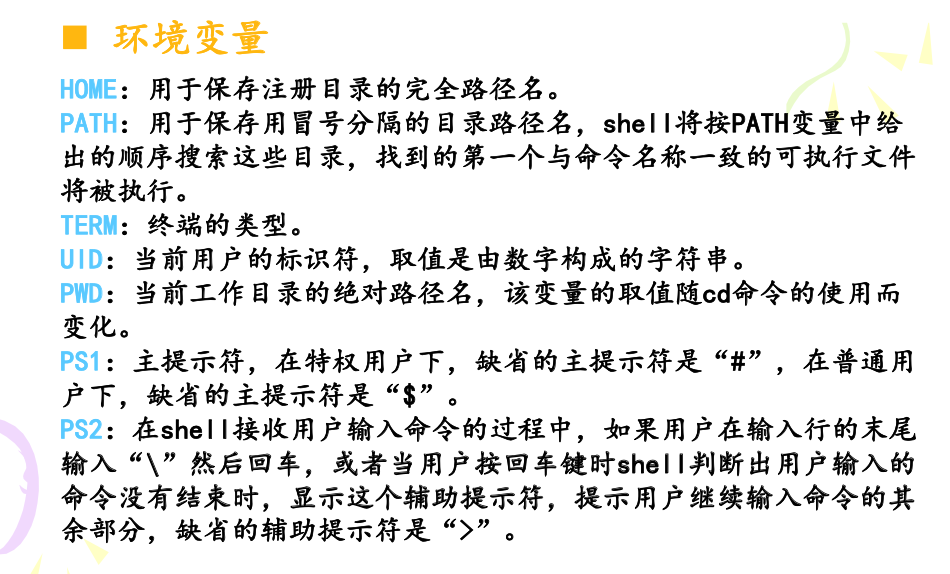 ■ 环境变量
HOME：用于保存注册目录的完全路径名。
PATH：用于保存用冒号分隔的目录路径名，shell将按PATH变量中给
出的顺序搜索这些目录，找到的第一个与命令名称一致的可执行文件
将被执行。
TERM：终端的类型。
UID：当前用户的标识符，取值是由数字构成的字符串。
PWD：当前工作目录的绝对路径名，该变量的取值随cd命令的使用而
变化。
PS1：主提示符，在特权用户下，缺省的主提示符是“#”，在普通用
户下，缺省的主提示符是“$”。
PS2：在shell接收用户输入命令的过程中，如果用户在输入行的末尾
输入“\”然后回车，或者当用户按回车键时shell判断出用户输入的
命令没有结束时，显示这个辅助提示符，提示用户继续输入命令的其
余部分，缺省的辅助提示符是“>”。